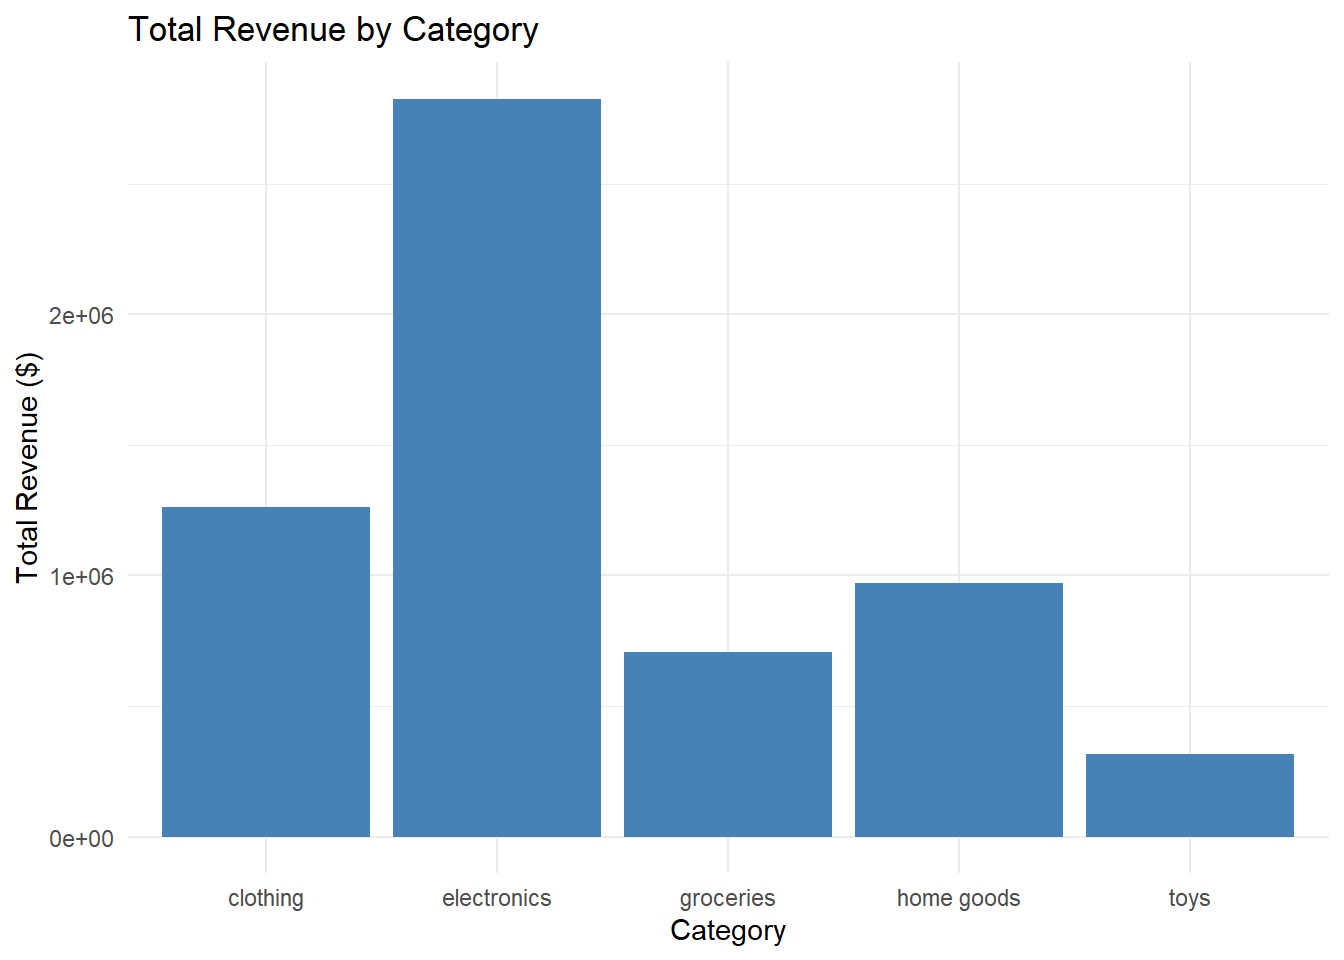 Total Revenue by Category
Total Revenue ($)
2e+06
1e+06
0e+00
clothing electronics groceries home goods toys
Category